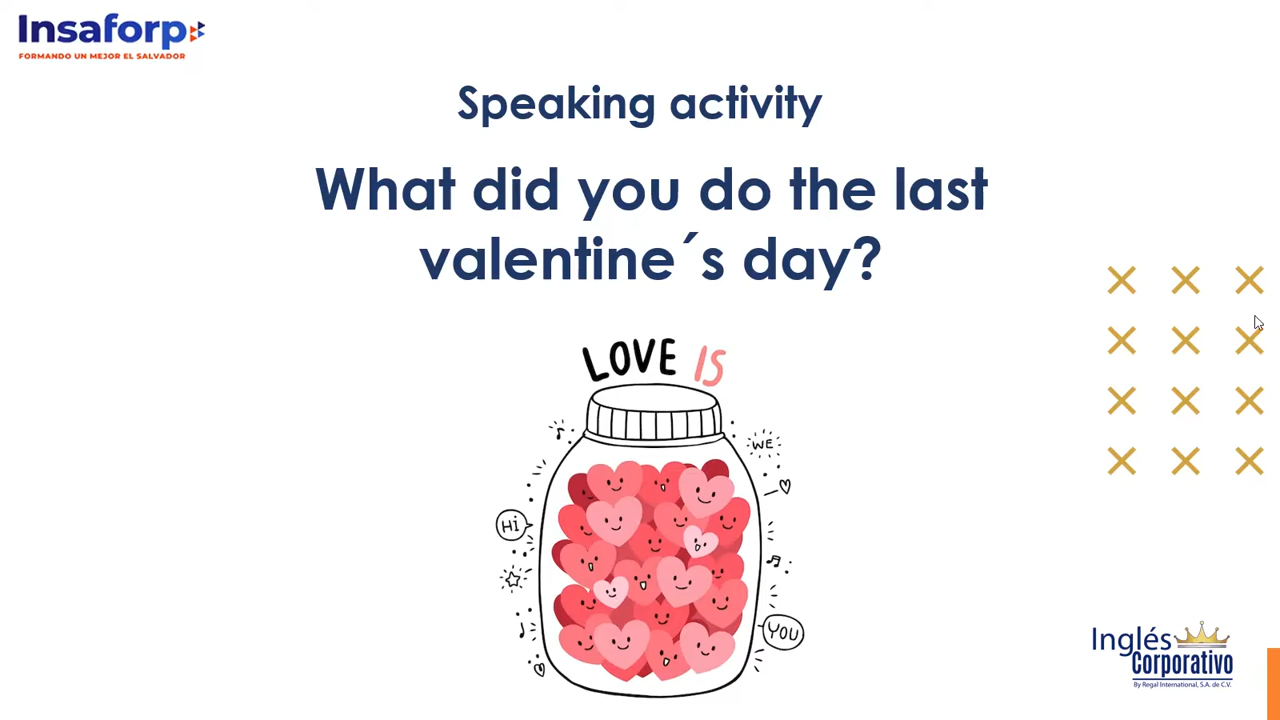 Insaforp
FORMANDO UN MEJOR EL SALVADOR
Speaking activity
What did you do the last
valentine´s day?
LOVE IS
WE
Hi
YOU
Inglés
Corporativo
By Regal International, S.A. de C.V.